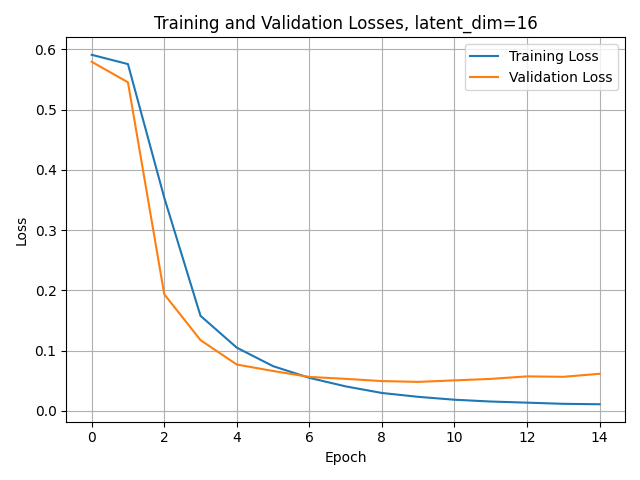 Training and Validation Losses, latent_dim=16
Training Loss
Validation Loss
0.6
0.5
0.4
0.3
0.2
0.1
0.0
Loss
0 2 4 6 8 10 12 14
Epoch